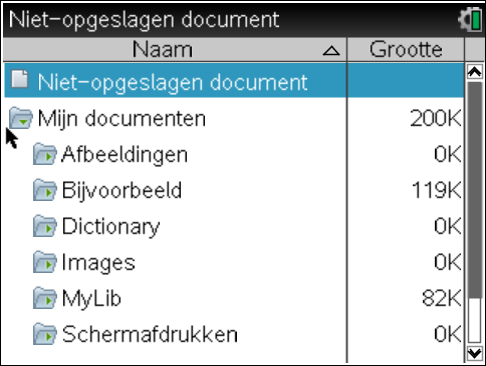 Niet-opgeslagen document
Naam Grootte
Niet-opgeslagen document
Mijn documenten 200K
Afbeeldingen 0K
Bijvoorbeeld 119K
Dictionary 0K
Images 0K
MyLib 82K
Schermafdrukken 0K